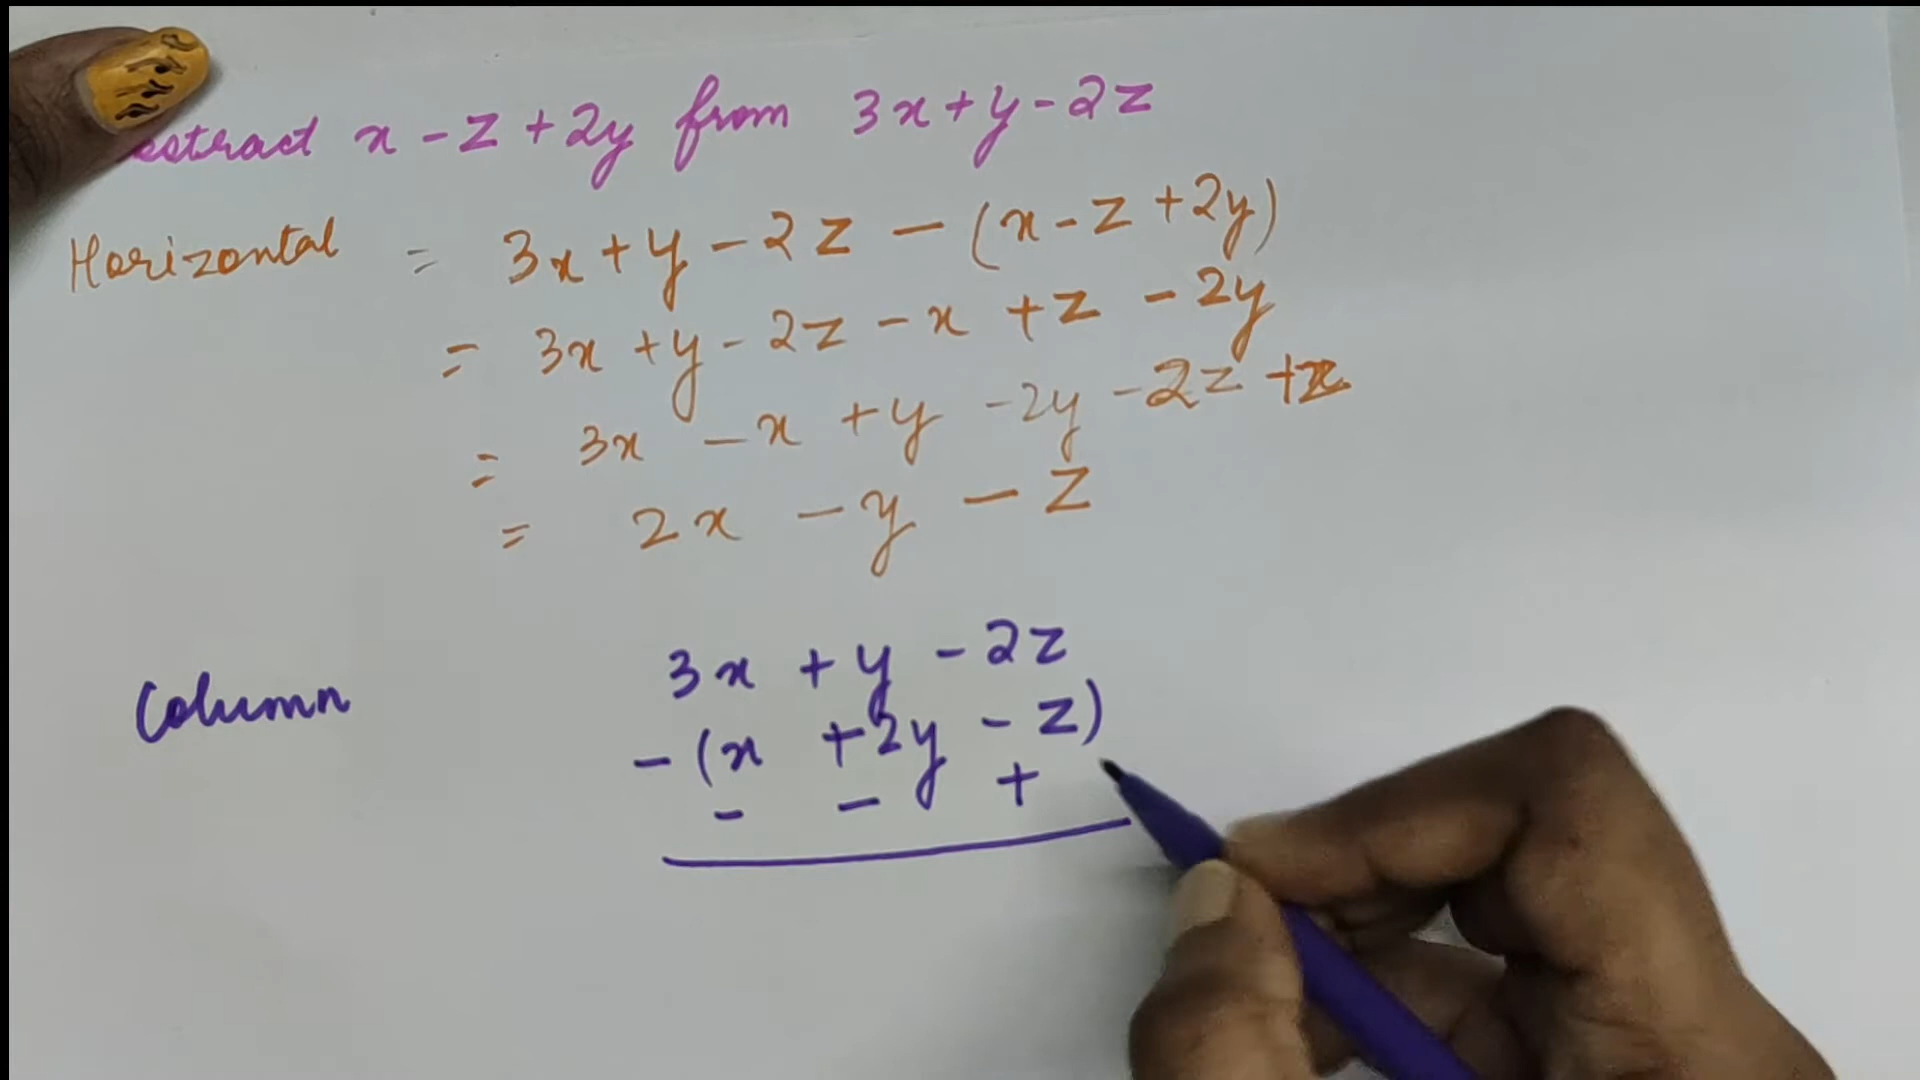 x - z + 2y from 3x + y - 2z
Horizontal = 3x + y - 2z - (x - z + 2y)
= 3x + y - 2z - x + z - 2y
= 3x - x + y - 2y - 2z + z
= 2x - y - z
Column 3x + y - 2z
- (x + 2y - z)
- - +